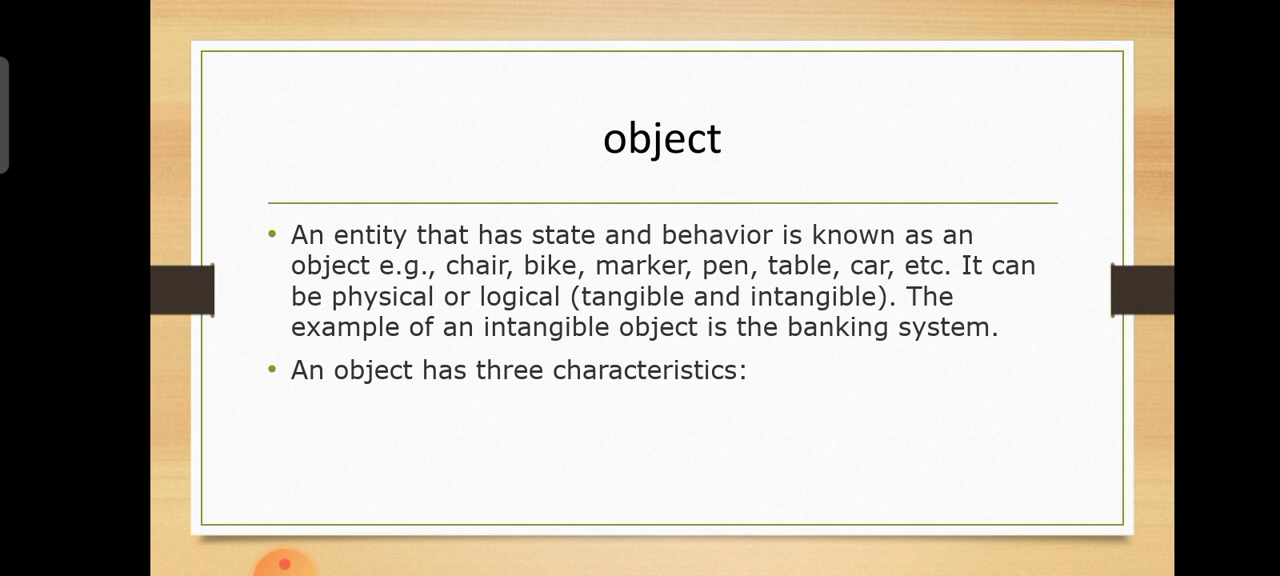 object
• An entity that has state and behavior is known as an
object e.g., chair, bike, marker, pen, table, car, etc. It can
be physical or logical (tangible and intangible). The
example of an intangible object is the banking system.
• An object has three characteristics: